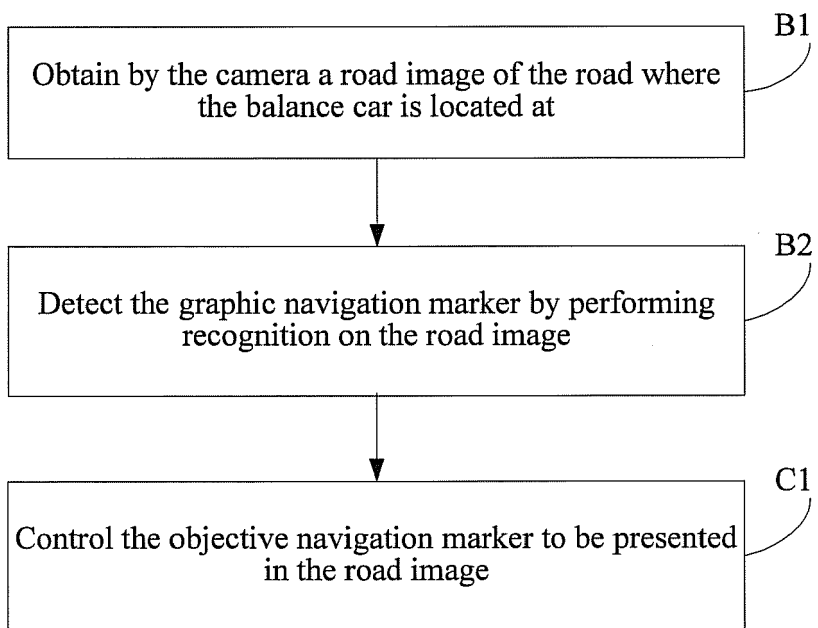 B1
Obtain by the camera a road image of the road where
the balance car is located at
B2
Detect the graphic navigation marker by performing
recognition on the road image
C1
Control the objective navigation marker to be presented
in the road image